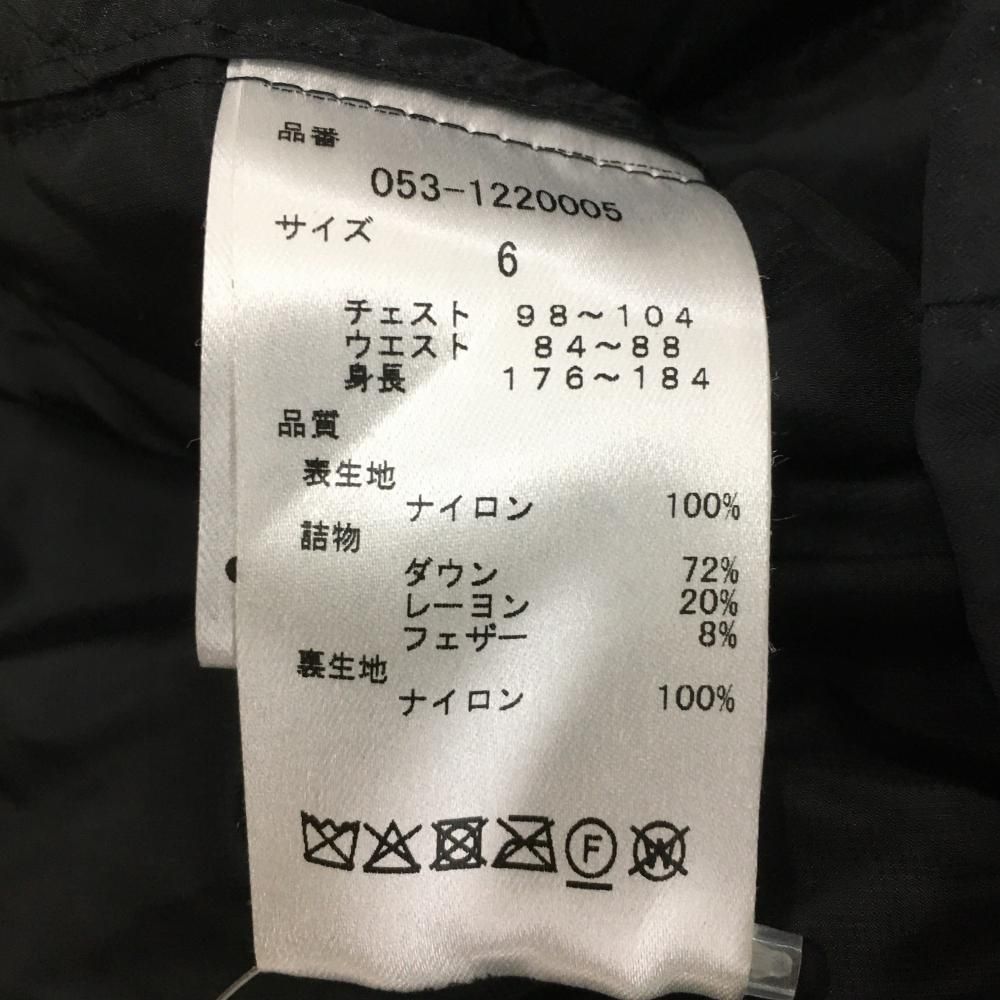 品番
053-1220005
サイズ
6
チェスト 98〜104
ウエスト 84〜88
身長 176〜184
品質
表生地
ナイロン 100%
詰物
ダウン 72%
レーヨン 20%
フェザー 8%
裏生地
ナイロン 100%
F W